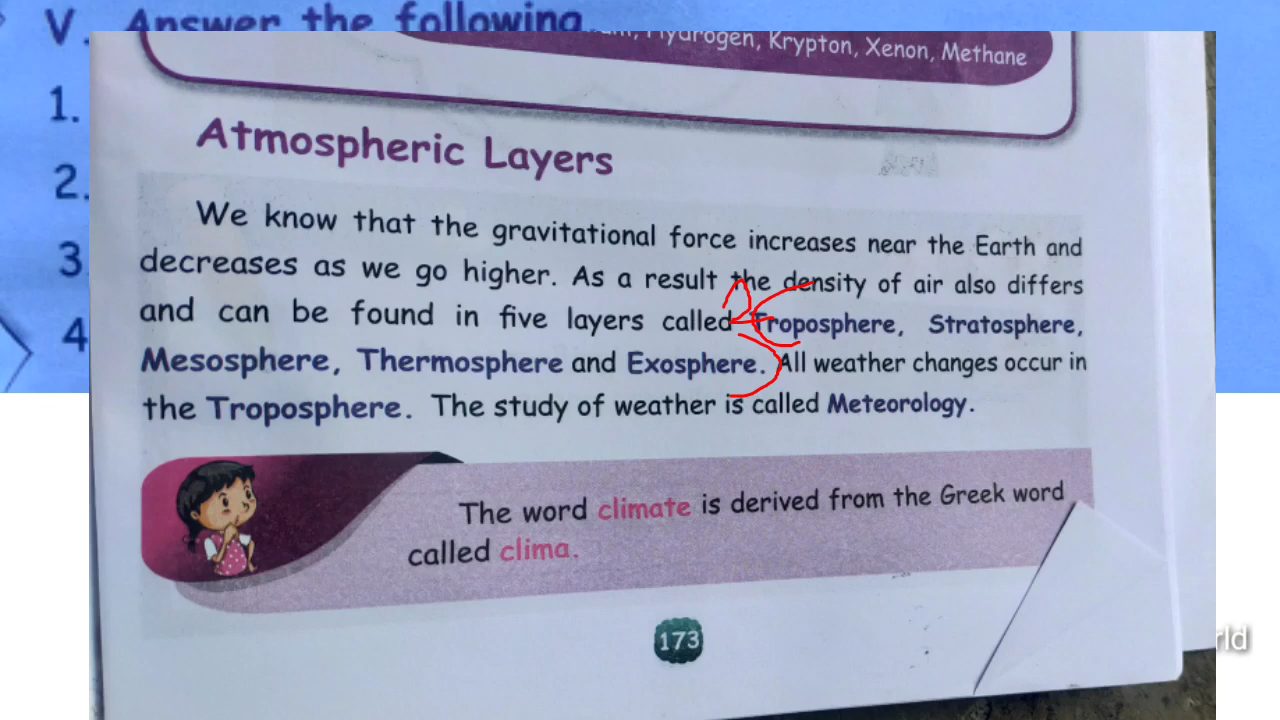 V. Answer the following.
1.
2.
3
4
Hydrogen, Krypton, Xenon, Methane
Atmospheric Layers
We know that the gravitational force increases near the Earth and
decreases as we go higher. As a result the density of air also differs
and can be found in five layers called Troposphere, Stratosphere,
Mesosphere, Thermosphere and Exosphere. All weather changes occur in
the Troposphere. The study of weather is called Meteorology.
The word climate is derived from the Greek word
called clima.
173
2